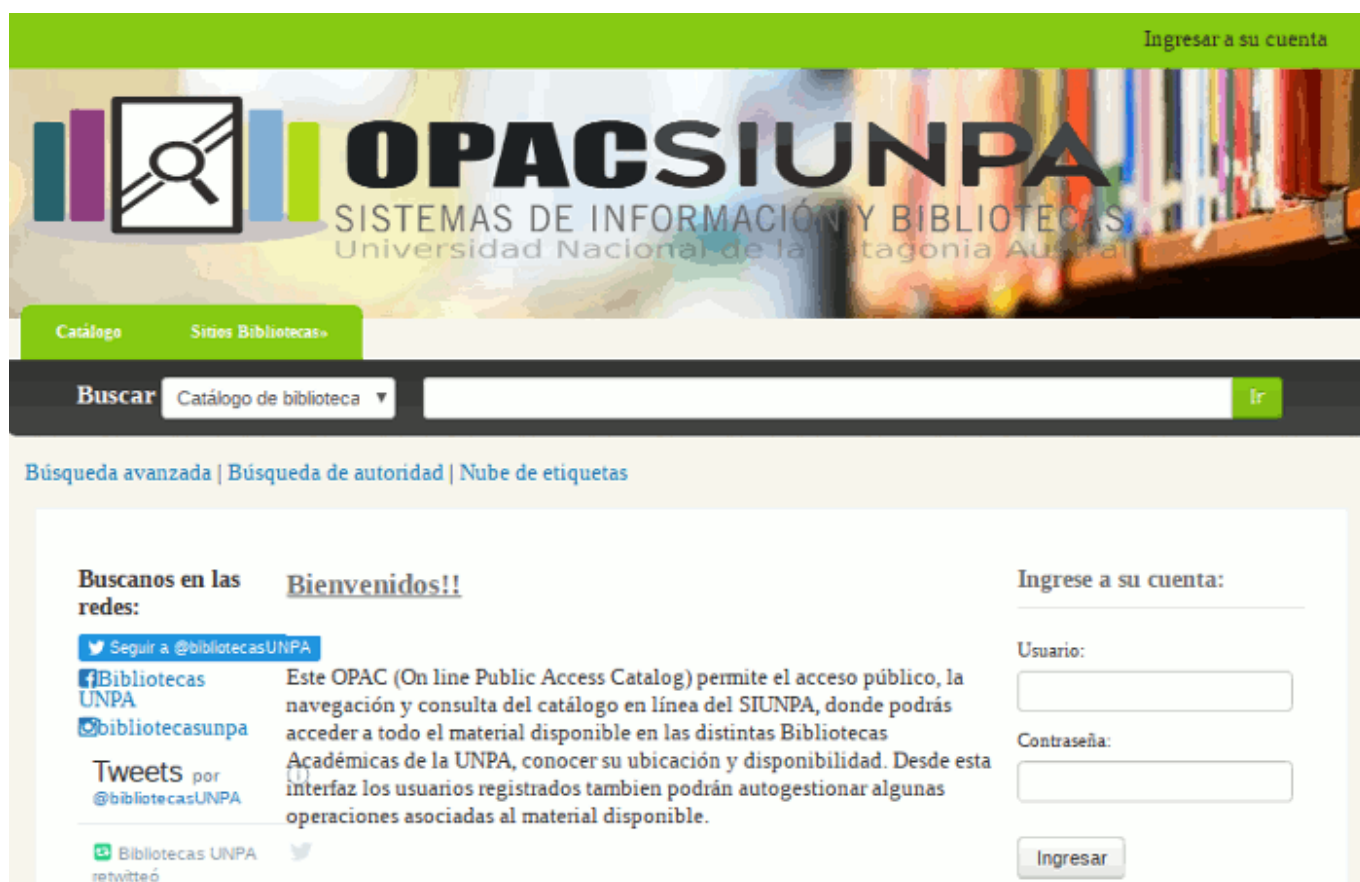 Ingresar a su cuenta
OPACSIUNPA
SISTEMAS DE INFORMACIÓN Y BIBLIOTECAS
Universidad Nacional de la Patagonia Austral
Catálogo Sitios Bibliotecas»
Buscar Catálogo de biblioteca Ir
Búsqueda avanzada | Búsqueda de autoridad | Nube de etiquetas
Buscanos en las
redes:
Seguir a @bibliotecasUNPA
Bibliotecas
UNPA
bibliotecasunpa
Tweets por
@bibliotecasUNPA
Bibliotecas UNPA
retwitteó
Bienvenidos!!
Este OPAC (On line Public Access Catalog) permite el acceso público, la
navegación y consulta del catálogo en línea del SIUNPA, donde podrás
acceder a todo el material disponible en las distintas Bibliotecas
Académicas de la UNPA, conocer su ubicación y disponibilidad. Desde esta
interfaz los usuarios registrados tambien podrán autogestionar algunas
operaciones asociadas al material disponible.
Ingrese a su cuenta:
Usuario:
Contraseña:
Ingresar